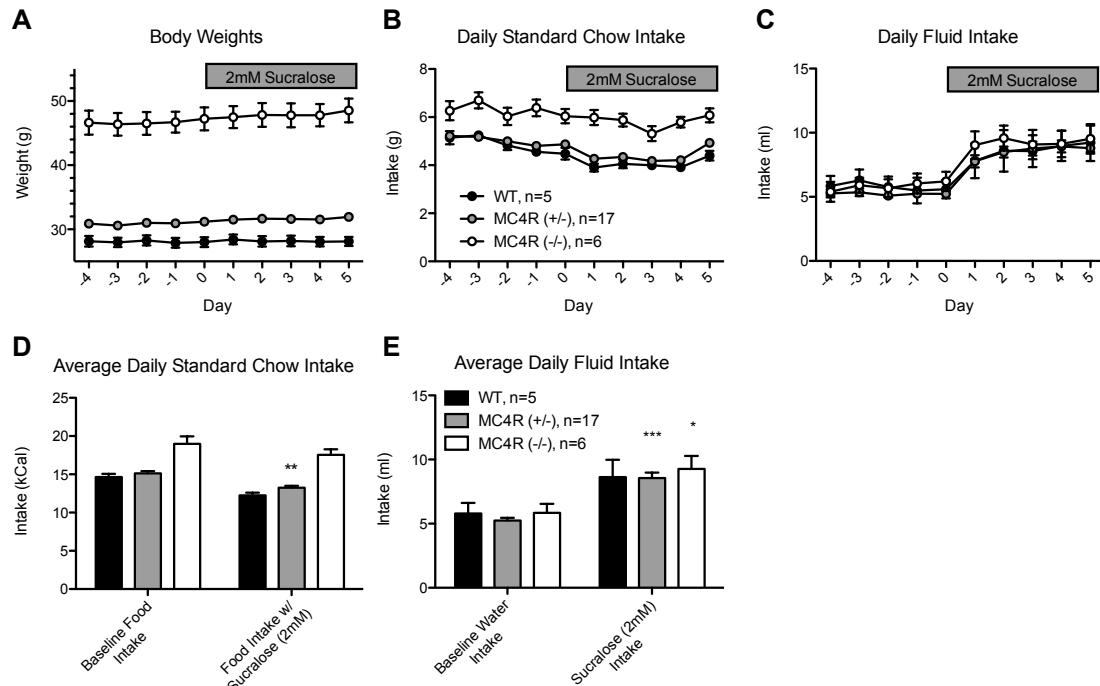 A
Body Weights
2mM Sucralose
50
40
30
Weight (g)
-4 -3 -2 -1 0 1 2 3 4 5
Day
B
Daily Standard Chow Intake
2mM Sucralose
8
6
4
2
0
Intake (g)
WT, n=5
MC4R (+/-), n=17
MC4R (-/-), n=6
-4 -3 -2 -1 0 1 2 3 4 5
Day
C
Daily Fluid Intake
2mM Sucralose
15
10
5
0
Intake (ml)
-4 -3 -2 -1 0 1 2 3 4 5
Day
D
Average Daily Standard Chow Intake
25
20
15
10
5
0
Intake (kCal)
**
Baseline Food
Intake
Food Intake w/
Sucralose (2mM)
E
Average Daily Fluid Intake
15
10
5
0
Intake (ml)
WT, n=5
MC4R (+/-), n=17
MC4R (-/-), n=6
***
*
Baseline Water
Intake
Sucralose (2mM)
Intake